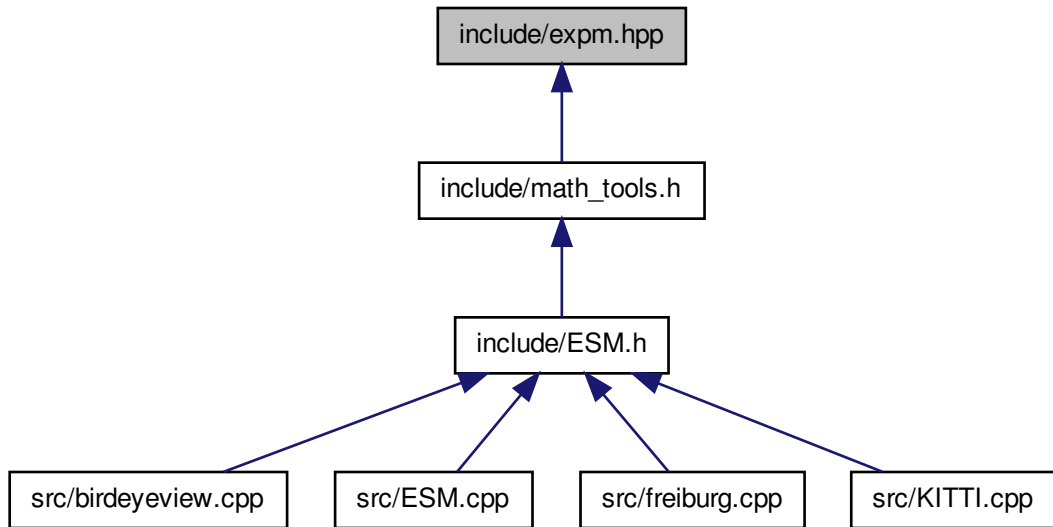 include/expm.hpp
include/math_tools.h
include/ESM.h
src/birdeyeview.cpp
src/ESM.cpp
src/freiburg.cpp
src/KITTI.cpp